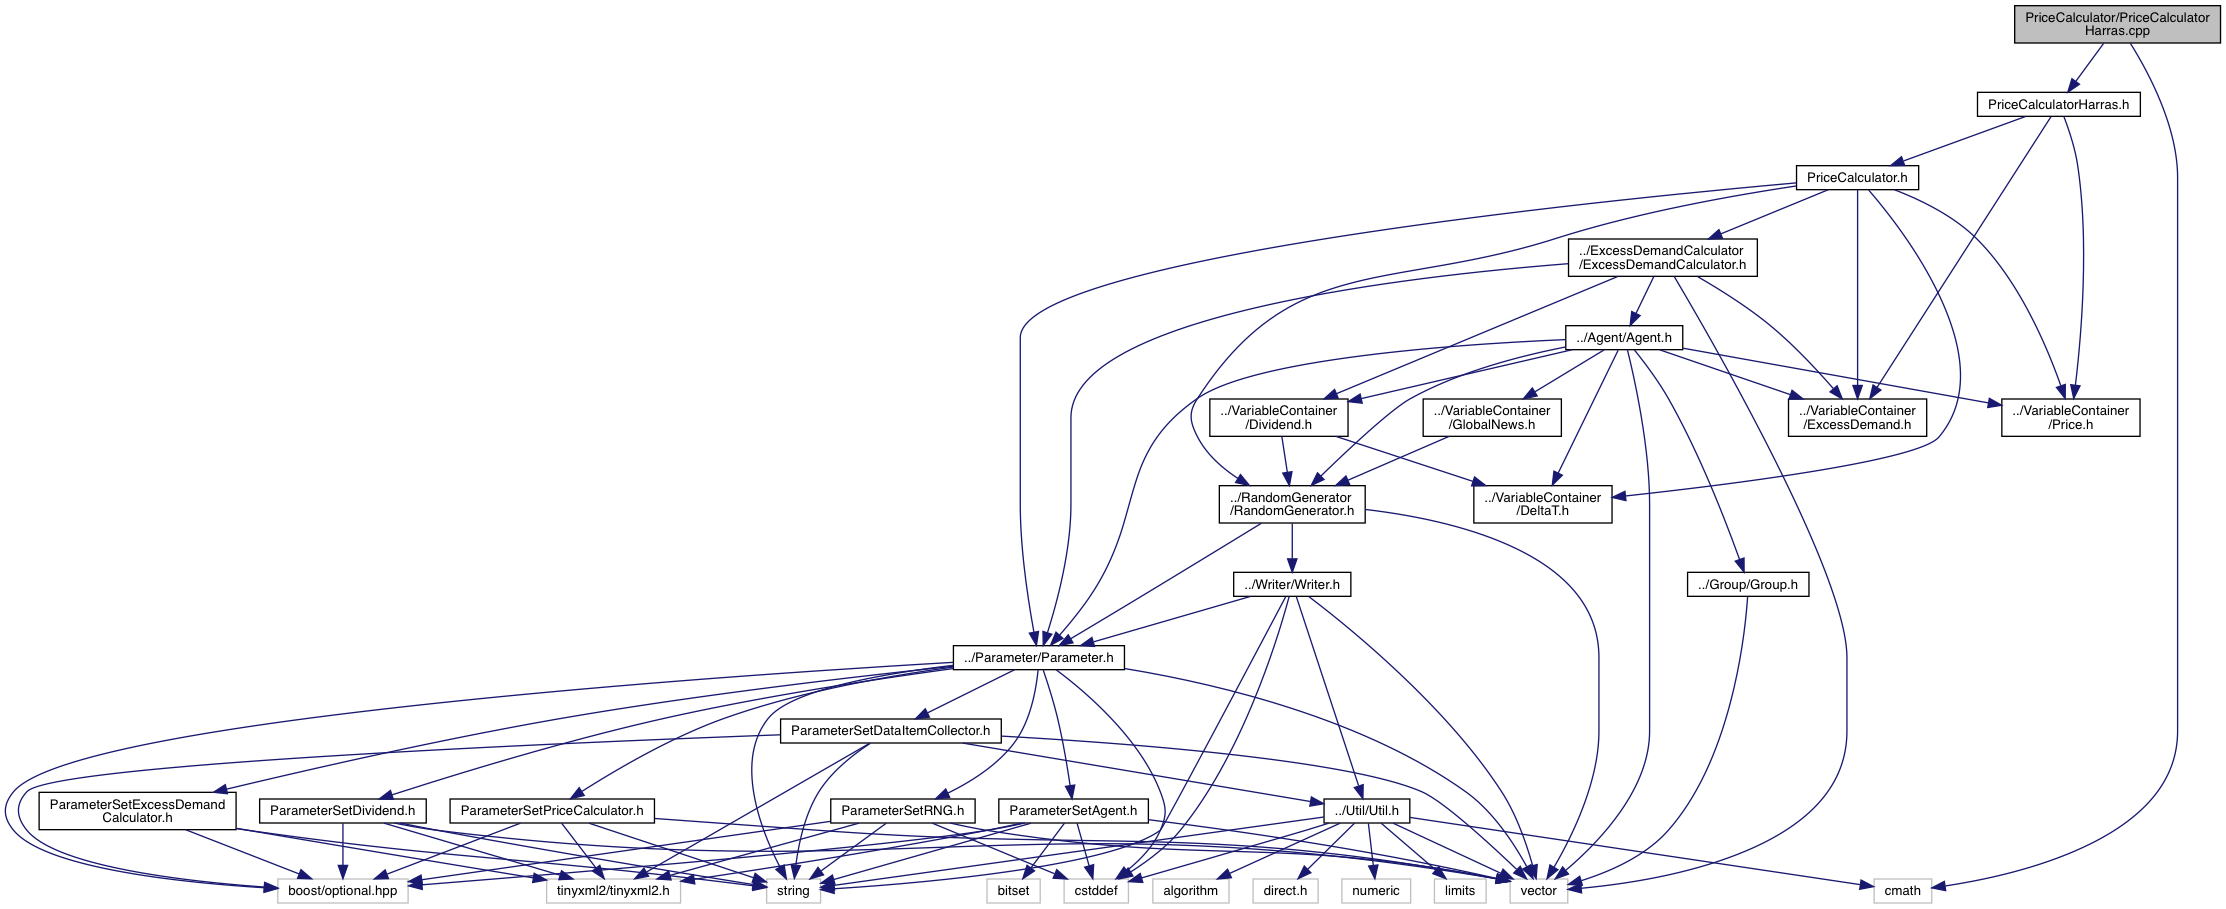 PriceCalculator/PriceCalculator
Harras.cpp
PriceCalculatorHarras.h
PriceCalculator.h
../ExcessDemandCalculator
/ExcessDemandCalculator.h
../Agent/Agent.h
../VariableContainer
/Dividend.h
../VariableContainer
/GlobalNews.h
../VariableContainer
/ExcessDemand.h
../VariableContainer
/Price.h
../RandomGenerator
/RandomGenerator.h
../VariableContainer
/DeltaT.h
../Writer/Writer.h
../Group/Group.h
../Parameter/Parameter.h
ParameterSetDataItemCollector.h
ParameterSetExcessDemand
Calculator.h
ParameterSetDividend.h
ParameterSetPriceCalculator.h
ParameterSetRNG.h
ParameterSetAgent.h
../Util/Util.h
boost/optional.hpp
tinyxml2/tinyxml2.h
string
bitset
cstddef
algorithm
direct.h
numeric
limits
vector
cmath